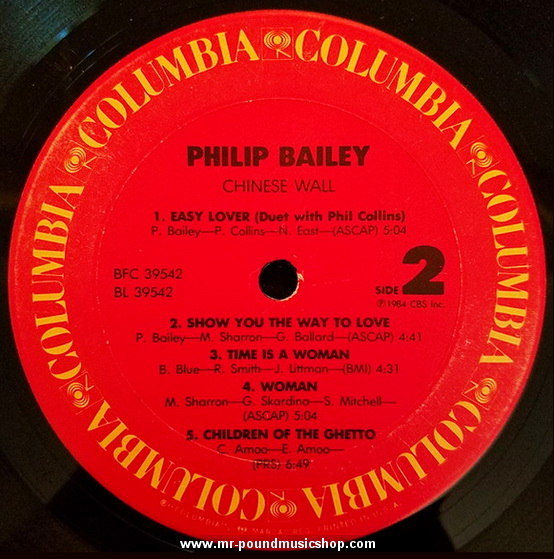 COLUMBIA COLUMBIA COLUMBIA COLUMBIA COLUMBIA COLUMBIA
PHILIP BAILEY
CHINESE WALL
1. EASY LOVER (Duet with Phil Collins)
P. Bailey—P. Collins—N. East—(ASCAP) 5:04
BFC 39542
BL 39542
SIDE 2
℗1984 CBS Inc.
2. SHOW YOU THE WAY TO LOVE
P. Bailey—M. Sharron—G. Ballard—(ASCAP) 4:41
3. TIME IS A WOMAN
B. Blue—R. Smith—J. Littman—(BMI) 4:31
4. WOMAN
M. Sharron—G. Skardina—S. Mitchell—
(ASCAP) 5:04
5. CHILDREN OF THE GHETTO
C. Amoo—E. Amoo—
(PRS) 6:49
www.mr-poundmusicshop.com